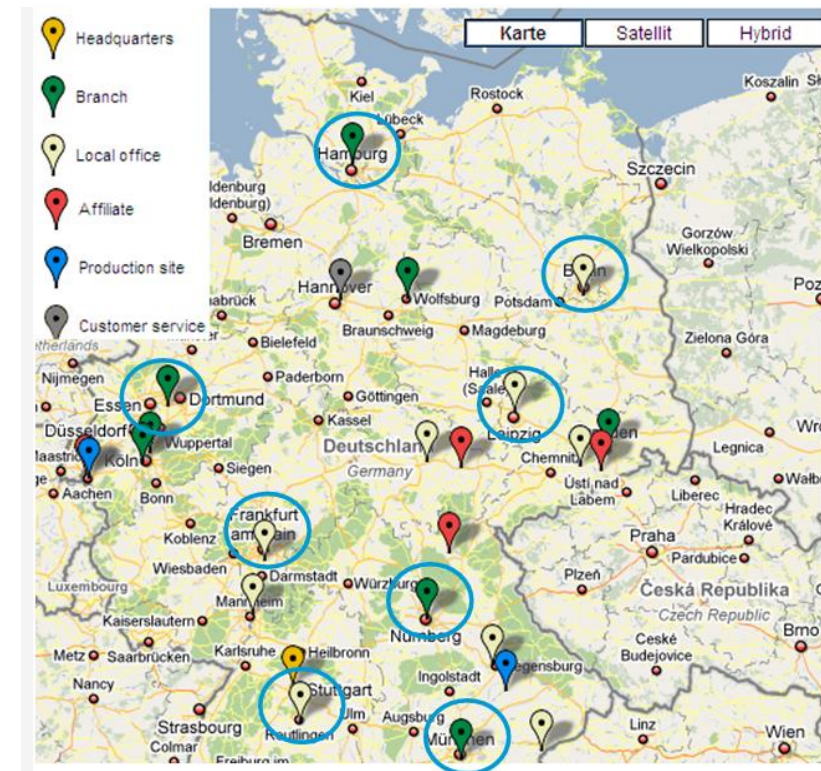 Headquarters
Branch
Local office
Affiliate
Production site
Customer service
Karte
Satellit
Hybrid
Kiel
Rostock
Koszalin
Lübeck
Hamburg
Szczecin
Bremen
Gorzów
Wielkopolski
Hannover
Wolfsburg
Potsdam
Braunschweig
Magdeburg
Bielefeld
Zielona Góra
Nijmegen
Paderborn
Göttingen
Essen
Dortmund
Kassel
Leipzig
Düsseldorf
Wuppertal
Deutschlan
Germany
Chemnitz
Legnica
Köln
Siegen
Aachen
Bonn
Ústí nad
Labem
Liberec
Hradec
Králové
Frankfurt
Koblenz
Praha
Pardubice
Wiesbaden
Darmstadt
Würzburg
Plzeň
Luxembourg
Mannheim
Česká Republika
Czech Republic
Kaiserslautern
Nürnberg
Brno
Metz
Saarbrücken
Karlsruhe
Heilbronn
České
Budejovice
Nancy
Stuttgart
Ingolstadt
Strasbourg
Reutlingen
Ulm
Augsburg
Linz
Wien
Colmar
München